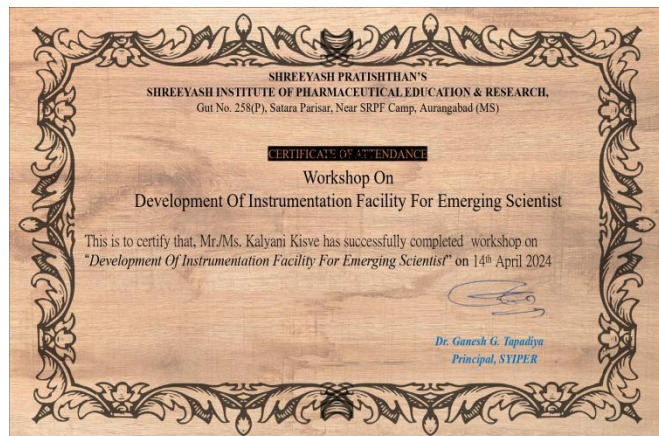 SHREEYASH PRATISHTHAN'S
SHREEYASH INSTITUTE OF PHARMACEUTICAL EDUCATION & RESEARCH,
Gut No. 258(P), Satara Parisar, Near SRPF Camp, Aurangabad (MS)
CERTIFICATE OF ATTENDANCE
Workshop On
Development Of Instrumentation Facility For Emerging Scientist
This is to certify that, Mr./Ms. Kalyani Kisve has successfully completed workshop on
"Development Of Instrumentation Facility For Emerging Scientist" on 14th April 2024
Dr. Ganesh G. Tapadiya
Principal, SYIPER